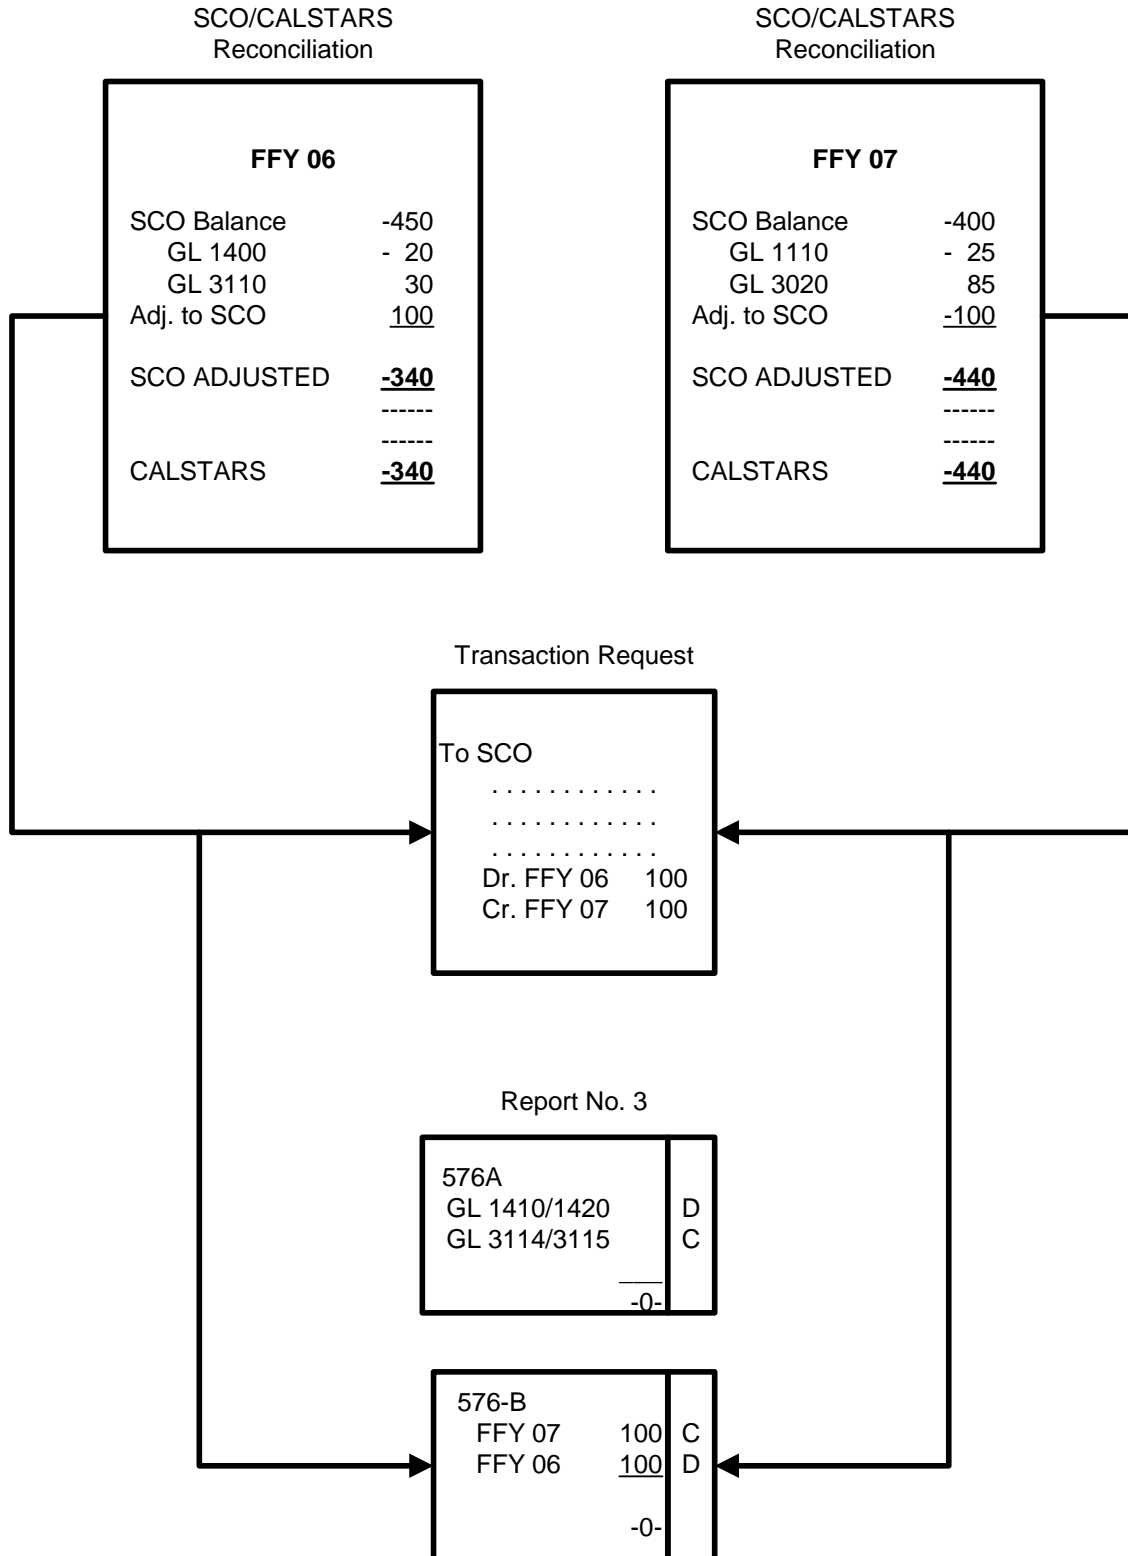 SCO/CALSTARS
Reconciliation
FFY 06
SCO Balance -450
GL 1400 - 20
GL 3110 30
Adj. to SCO 100
SCO ADJUSTED -340
------
------
CALSTARS -340
SCO/CALSTARS
Reconciliation
FFY 07
SCO Balance -400
GL 1110 - 25
GL 3020 85
Adj. to SCO -100
SCO ADJUSTED -440
------
------
CALSTARS -440
Transaction Request
To SCO
. . . . . . . . . . . .
. . . . . . . . . . . .
. . . . . . . . . . . .
Dr. FFY 06 100
Cr. FFY 07 100
Report No. 3
576A
GL 1410/1420 D
GL 3114/3115 C
___
-0-
576-B
FFY 07 100 C
FFY 06 100 D
-0-